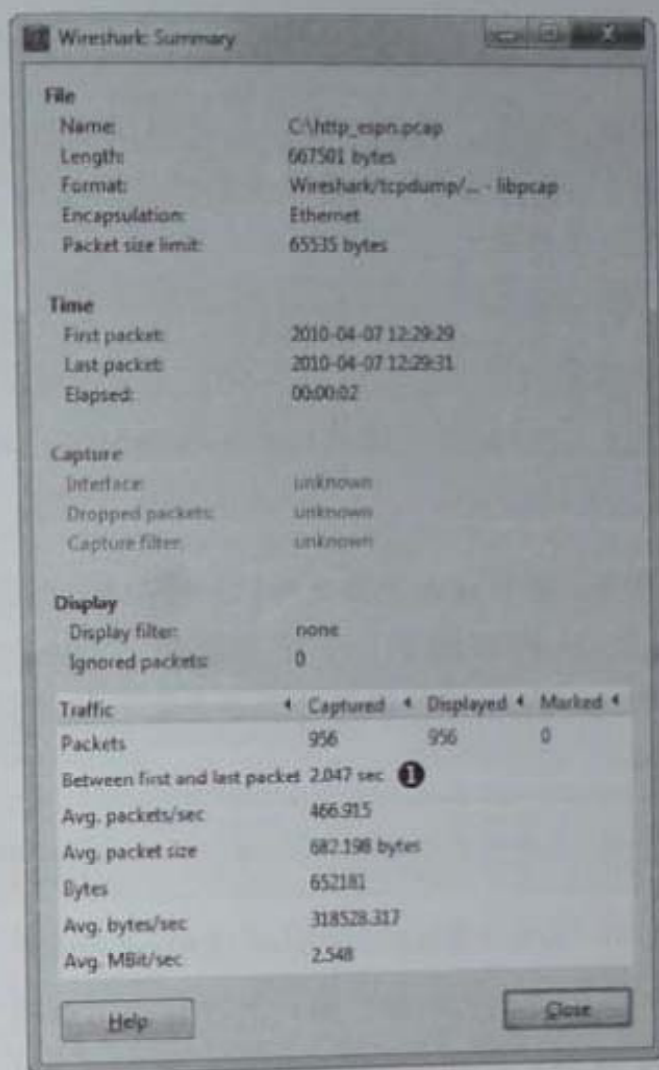 Wireshark: Summary
File
Name: C:\http_espn.pcap
Length: 667501 bytes
Format: Wireshark/tcpdump/... - libpcap
Encapsulation: Ethernet
Packet size limit: 65535 bytes
Time
First packet: 2010-04-07 12:29:29
Last packet: 2010-04-07 12:29:31
Elapsed: 00:00:02
Capture
Interface: unknown
Dropped packets: unknown
Capture filter: unknown
Display
Display filter: none
Ignored packets: 0
Traffic Captured Displayed Marked
Packets 956 956 0
Between first and last packet 2.047 sec ❶
Avg. packets/sec 466.915
Avg. packet size 682.198 bytes
Bytes 652181
Avg. bytes/sec 318528.317
Avg. MBit/sec 2.548
Help Close